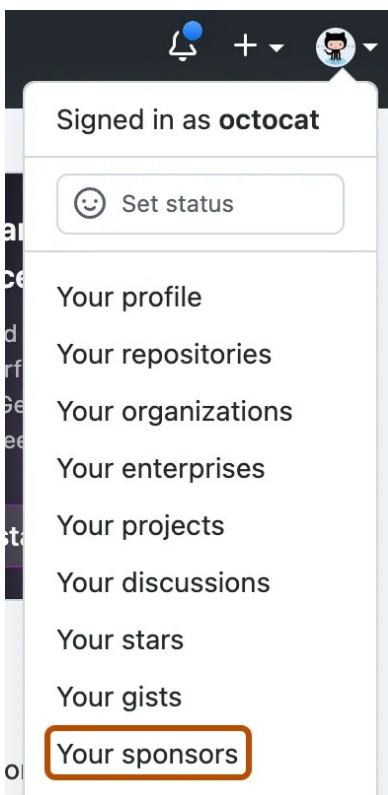 Signed in as octocat
Set status
Your profile
Your repositories
Your organizations
Your enterprises
Your projects
Your discussions
Your stars
Your gists
Your sponsors